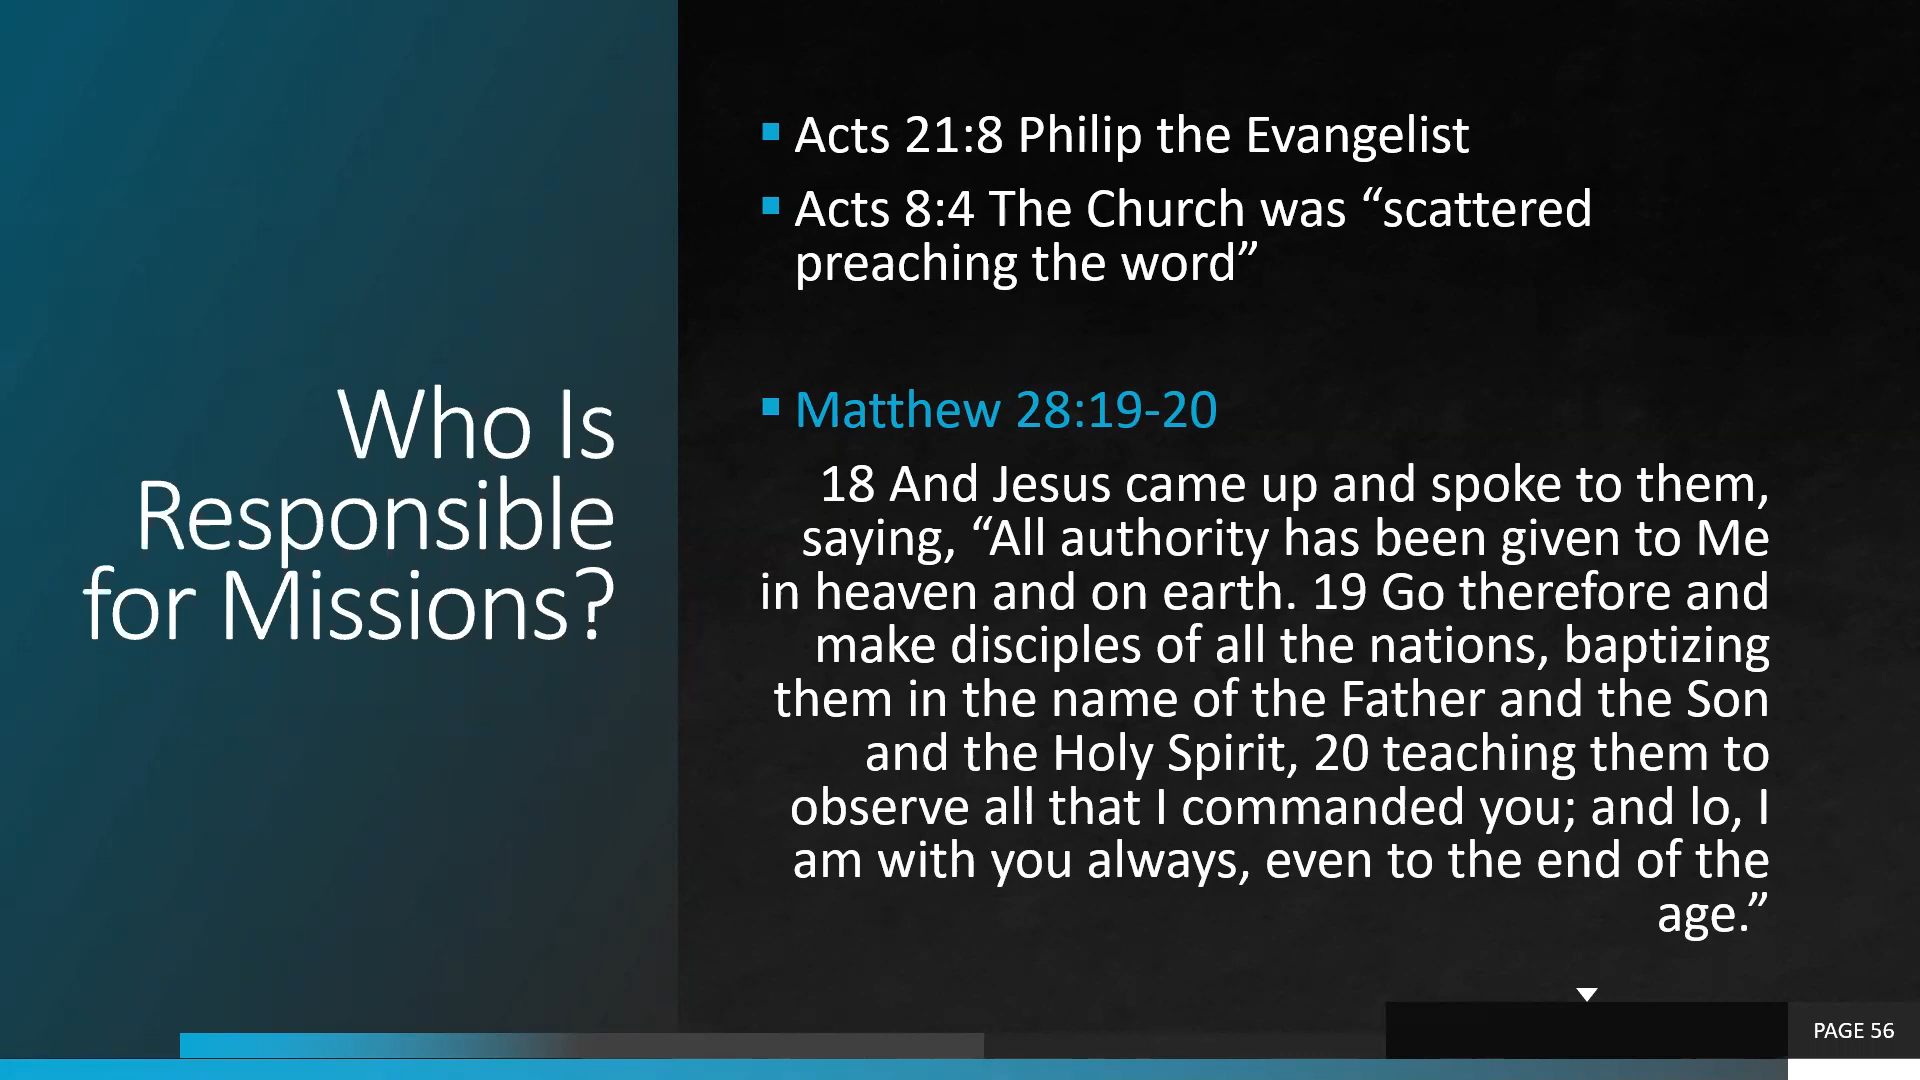 Who Is
Responsible
for Missions?
▪ Acts 21:8 Philip the Evangelist
▪ Acts 8:4 The Church was “scattered
preaching the word”
▪ Matthew 28:19-20
18 And Jesus came up and spoke to them,
saying, “All authority has been given to Me
in heaven and on earth. 19 Go therefore and
make disciples of all the nations, baptizing
them in the name of the Father and the Son
and the Holy Spirit, 20 teaching them to
observe all that I commanded you; and lo, I
am with you always, even to the end of the
age.”
PAGE 56